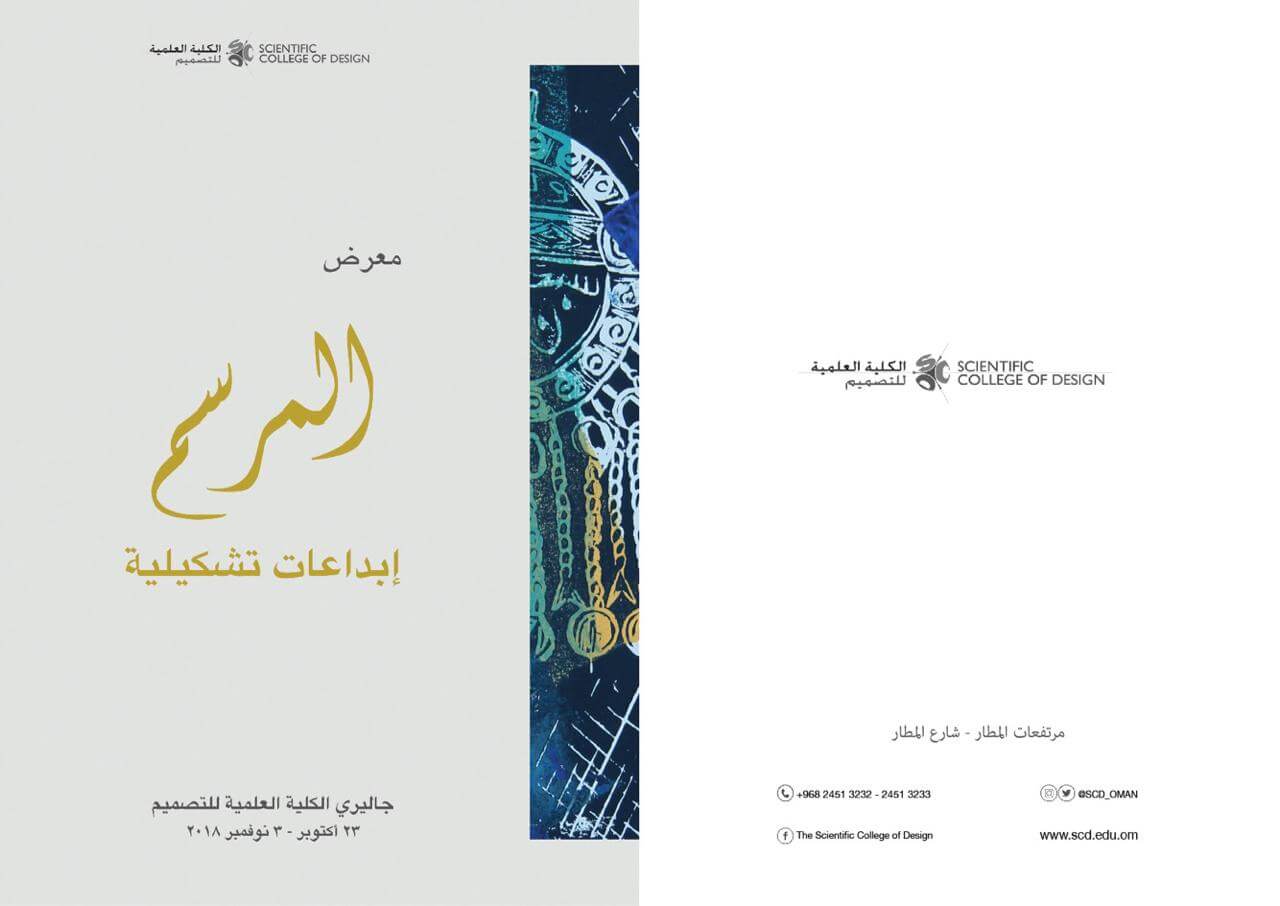 الكلية العلمية
للتصميم
SCIENTIFIC
COLLEGE OF DESIGN
معرض
المرسم
إبداعات تشكيلية
جاليري الكلية العلمية للتصميم
٢٣ أكتوبر - ٣ نوفمبر ٢٠١٨
الكلية العلمية
للتصميم
SCIENTIFIC
COLLEGE OF DESIGN
مرتفعات المطار - شارع المطار
+968 2451 3232 - 2451 3233
@SCD_OMAN
The Scientific College of Design
www.scd.edu.om